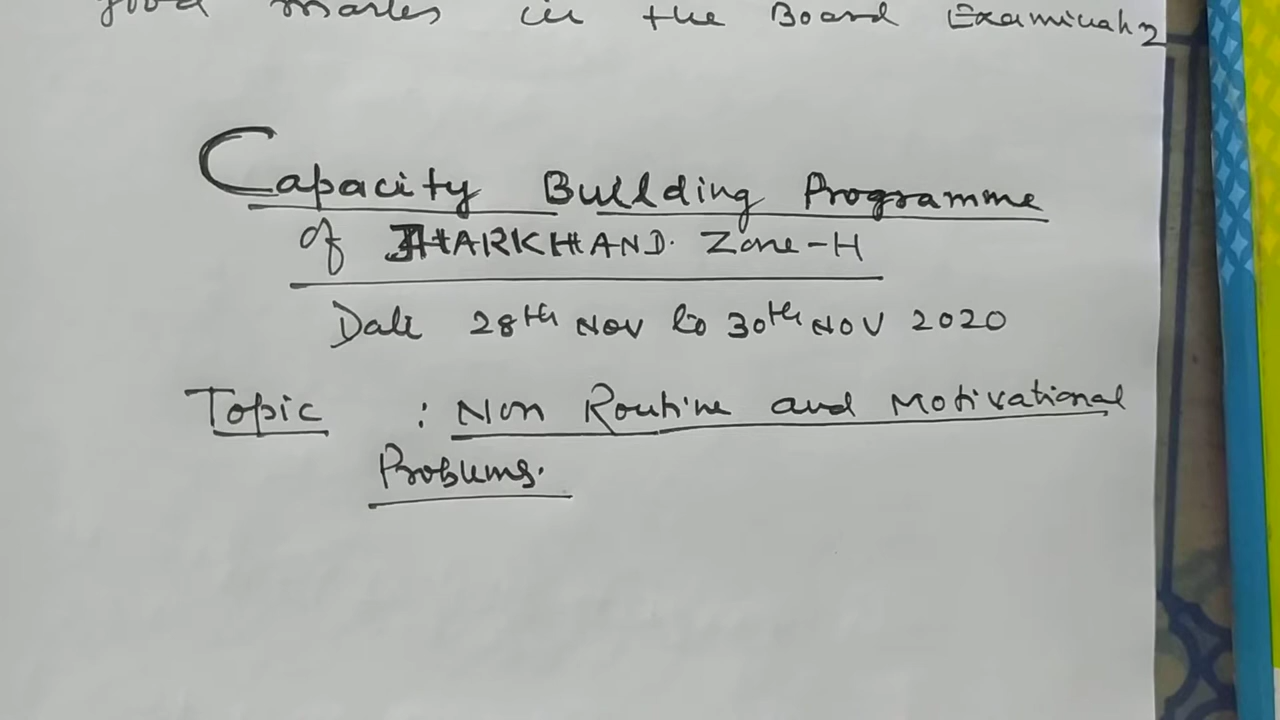 good marks in the Board Examination
Capacity Building Programme
of JHARKHAND. Zone-H
Date 28th Nov to 30th Nov 2020
Topic : Non Routine and Motivational
Problems.